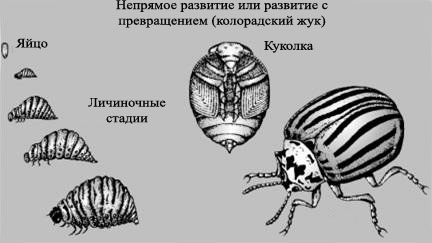 Непрямое развитие или развитие с
превращением (колорадский жук)
Яйцо
Куколка
Личиночные
стадии